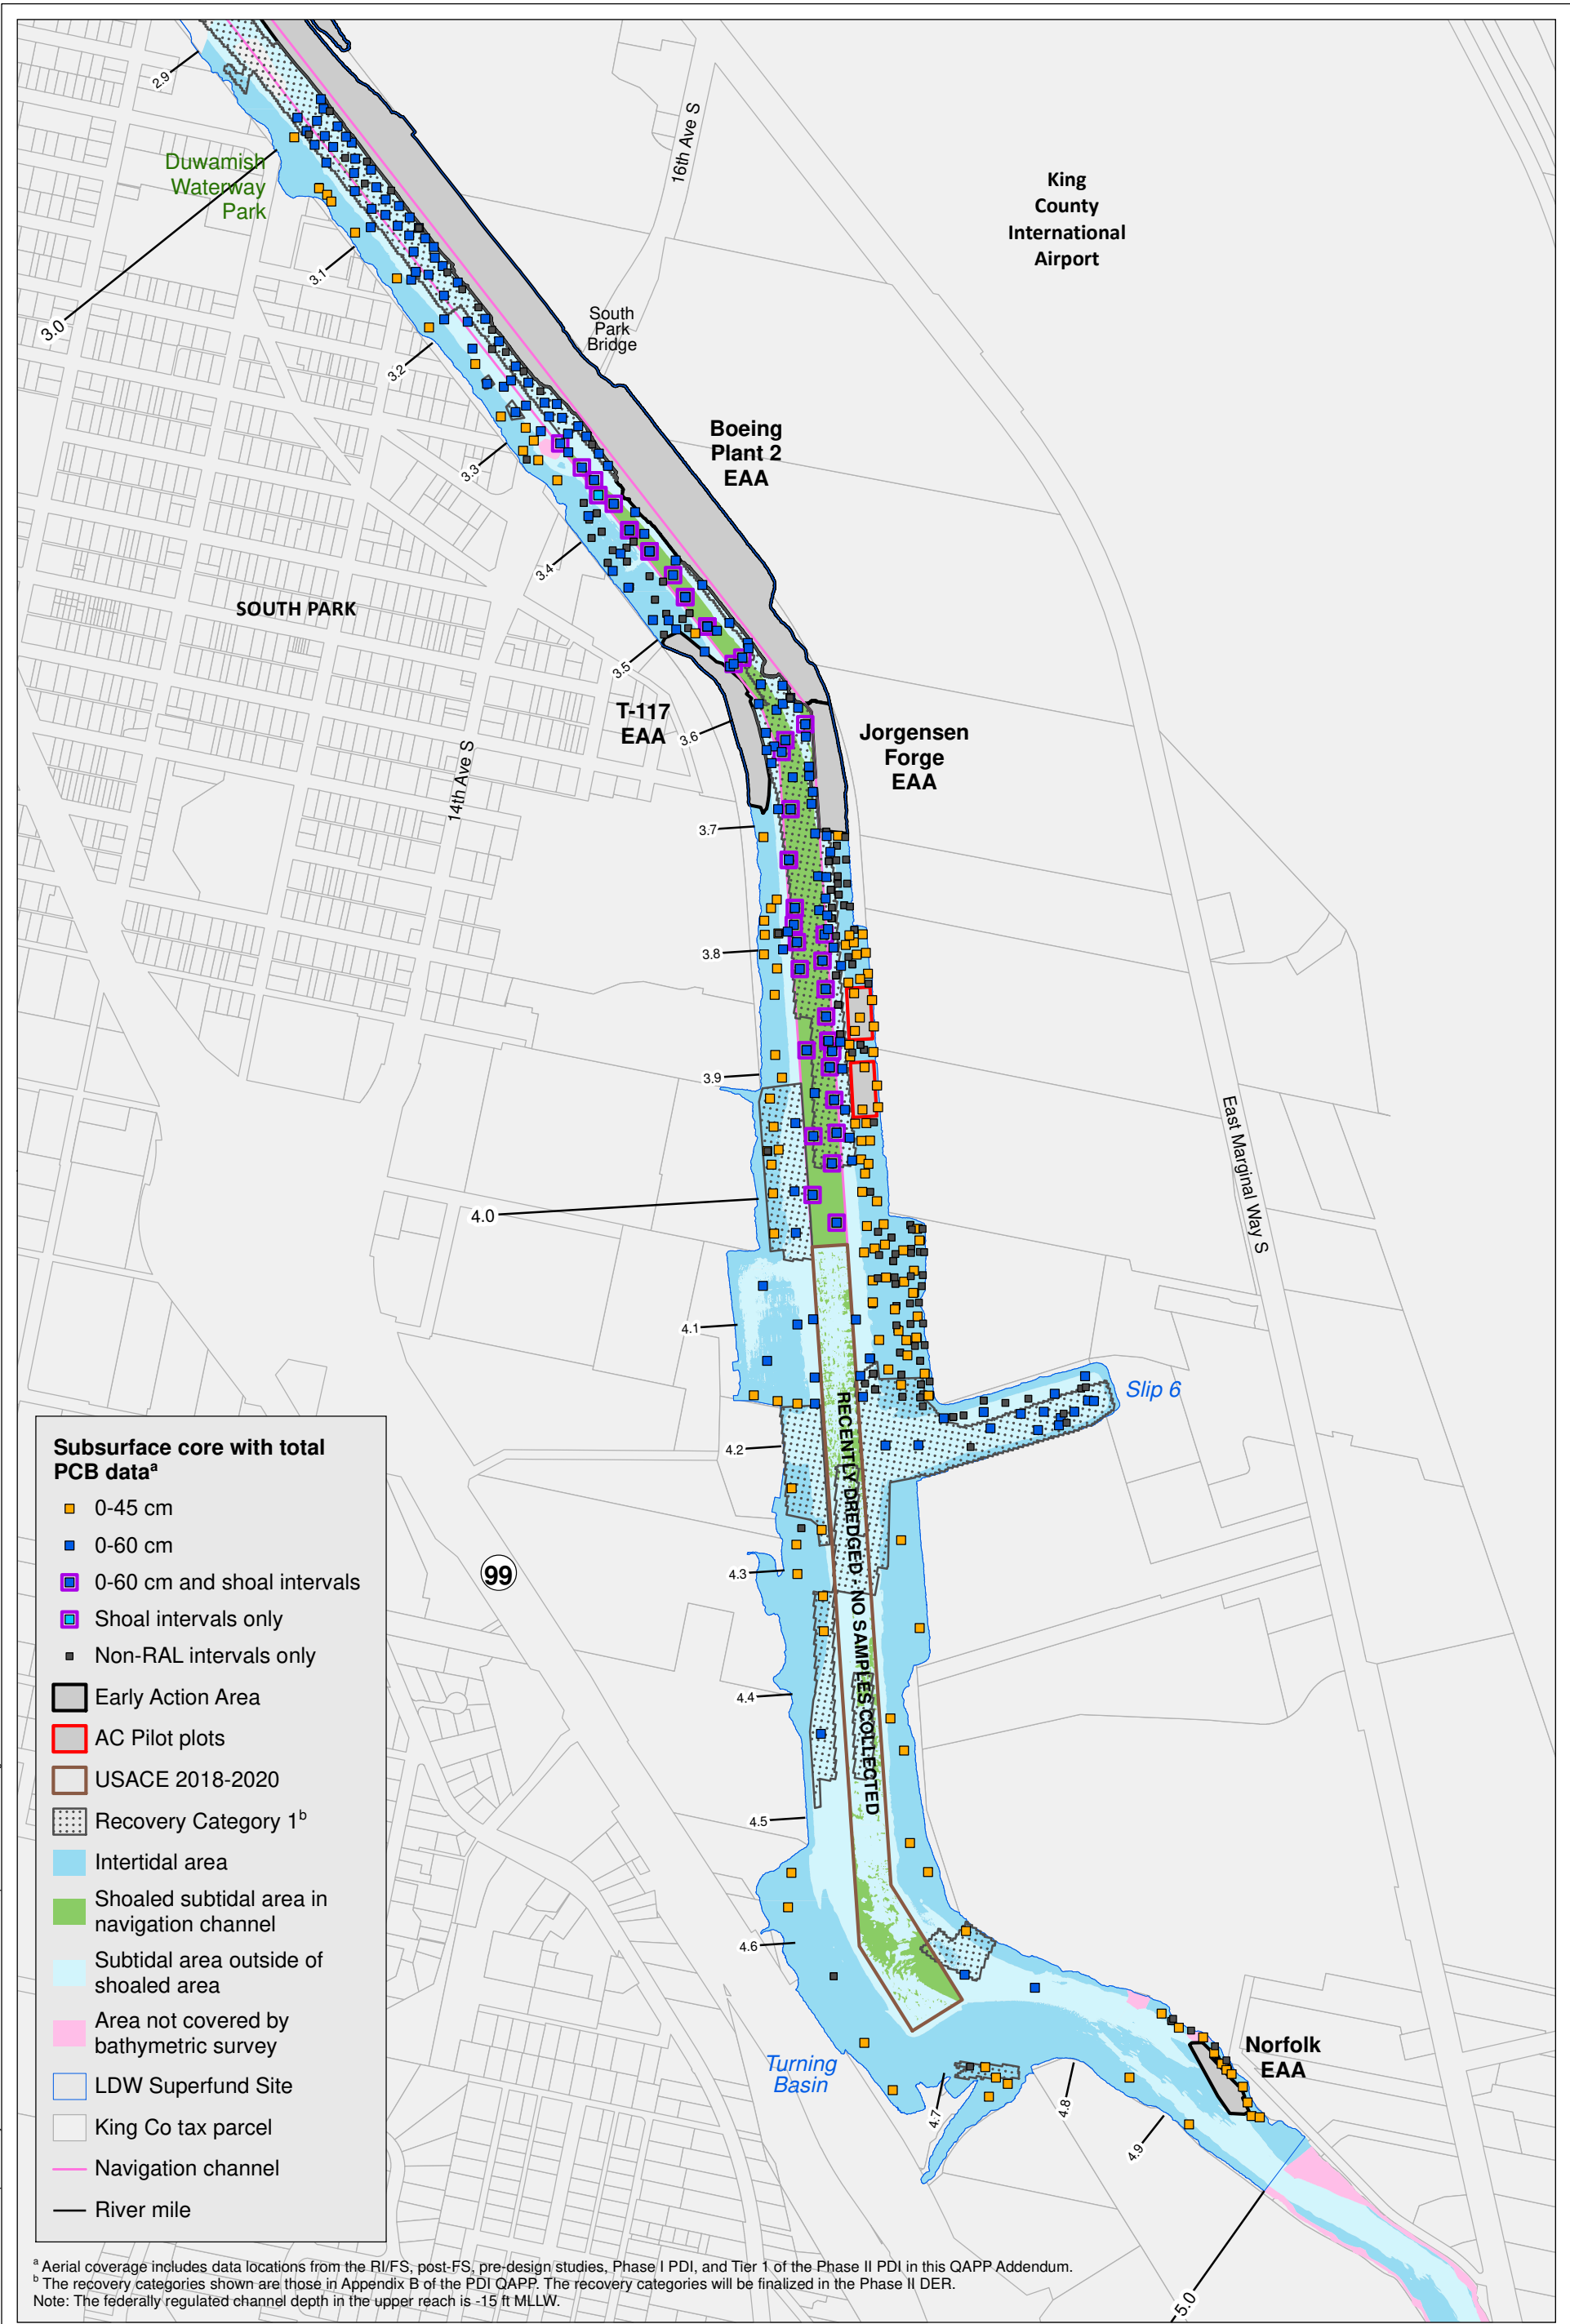 2.9
16th Ave S
Duwamish
Waterway
Park
King
County
International
Airport
3.1
3.0
South
Park
Bridge
3.2
Boeing
Plant 2
EAA
3.3
3.4
SOUTH PARK
3.5
T-117
EAA
3.6
Jorgensen
Forge
EAA
14th Ave S
3.7
3.8
3.9
East Marginal Way S
4.0
4.1
Slip 6
4.2
RECENTLY DREDGED - NO SAMPLES COLLECTED
99
4.3
4.4
4.5
4.6
Turning
Basin
Norfolk
EAA
4.7
4.8
4.9
5.0
Subsurface core with total
PCB dataᵃ
0-45 cm
0-60 cm
0-60 cm and shoal intervals
Shoal intervals only
Non-RAL intervals only
Early Action Area
AC Pilot plots
USACE 2018-2020
Recovery Category 1ᵇ
Intertidal area
Shoaled subtidal area in
navigation channel
Subtidal area outside of
shoaled area
Area not covered by
bathymetric survey
LDW Superfund Site
King Co tax parcel
Navigation channel
River mile
ᵃ Aerial coverage includes data locations from the RI/FS, post-FS, pre-design studies, Phase I PDI, and Tier 1 of the Phase II PDI in this QAPP Addendum.
ᵇ The recovery categories shown are those in Appendix B of the PDI QAPP. The recovery categories will be finalized in the Phase II DER.
Note: The federally regulated channel depth in the upper reach is -15 ft MLLW.